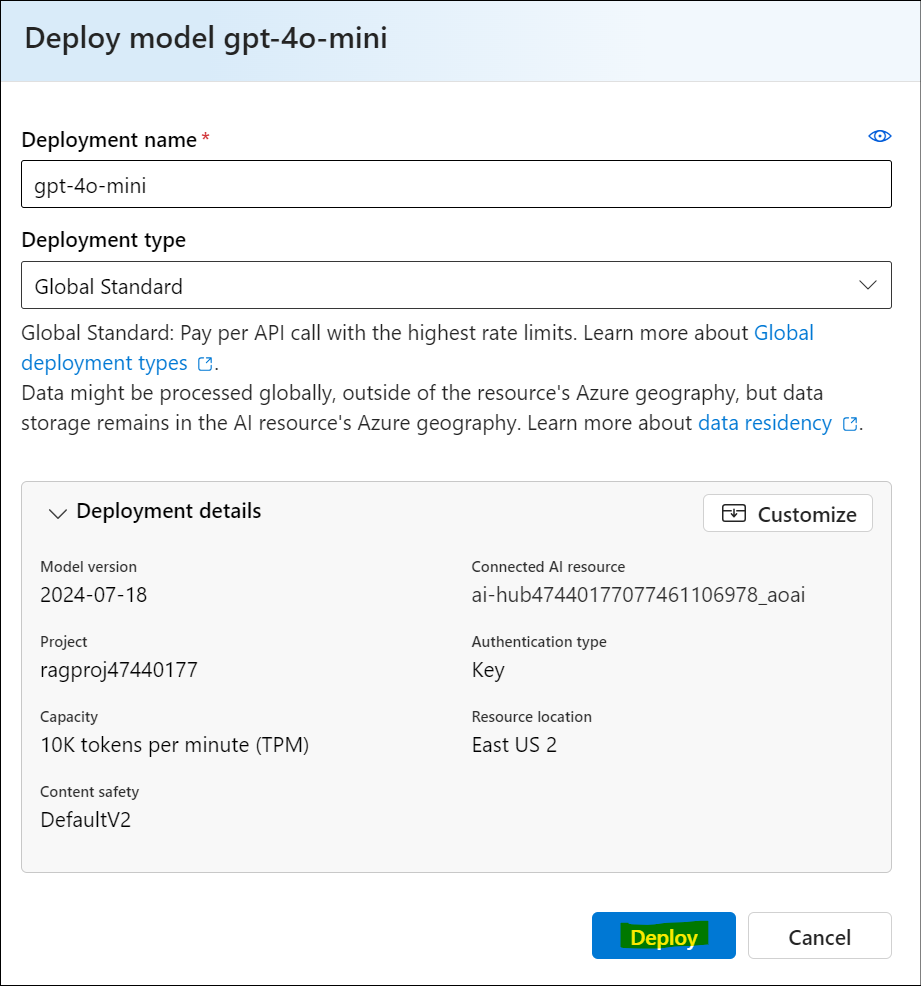 Deploy model gpt-4o-mini
Deployment name *
gpt-4o-mini
Deployment type
Global Standard
Global Standard: Pay per API call with the highest rate limits. Learn more about Global
deployment types .
Data might be processed globally, outside of the resource's Azure geography, but data
storage remains in the AI resource's Azure geography. Learn more about data residency .
Deployment details
Customize
Model version
2024-07-18
Connected AI resource
ai-hub47440177077461106978_aoai
Project
ragproj47440177
Authentication type
Key
Capacity
10K tokens per minute (TPM)
Resource location
East US 2
Content safety
DefaultV2
Deploy
Cancel